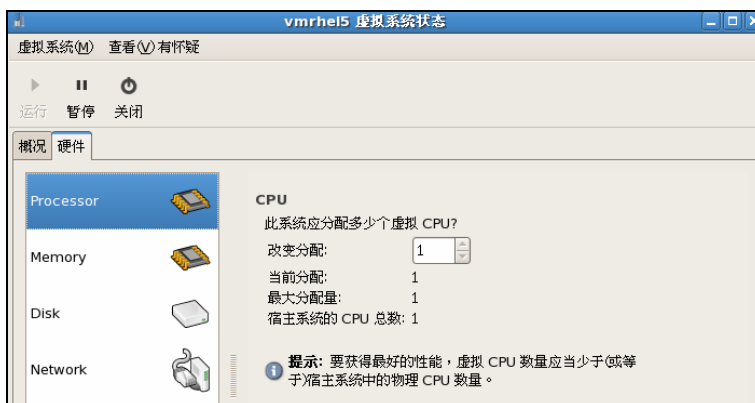 vmrhel5 虚拟系统状态
虚拟系统(M) 查看(V) 有怀疑
运行 暂停 关闭
概况 硬件
Processor
Memory
Disk
Network
CPU
此系统应分配多少个虚拟 CPU?
改变分配: 1
当前分配: 1
最大分配量: 1
宿主系统的 CPU 总数: 1
提示: 要获得最好的性能，虚拟 CPU 数量应当少于(或等
于)宿主系统中的物理 CPU 数量。